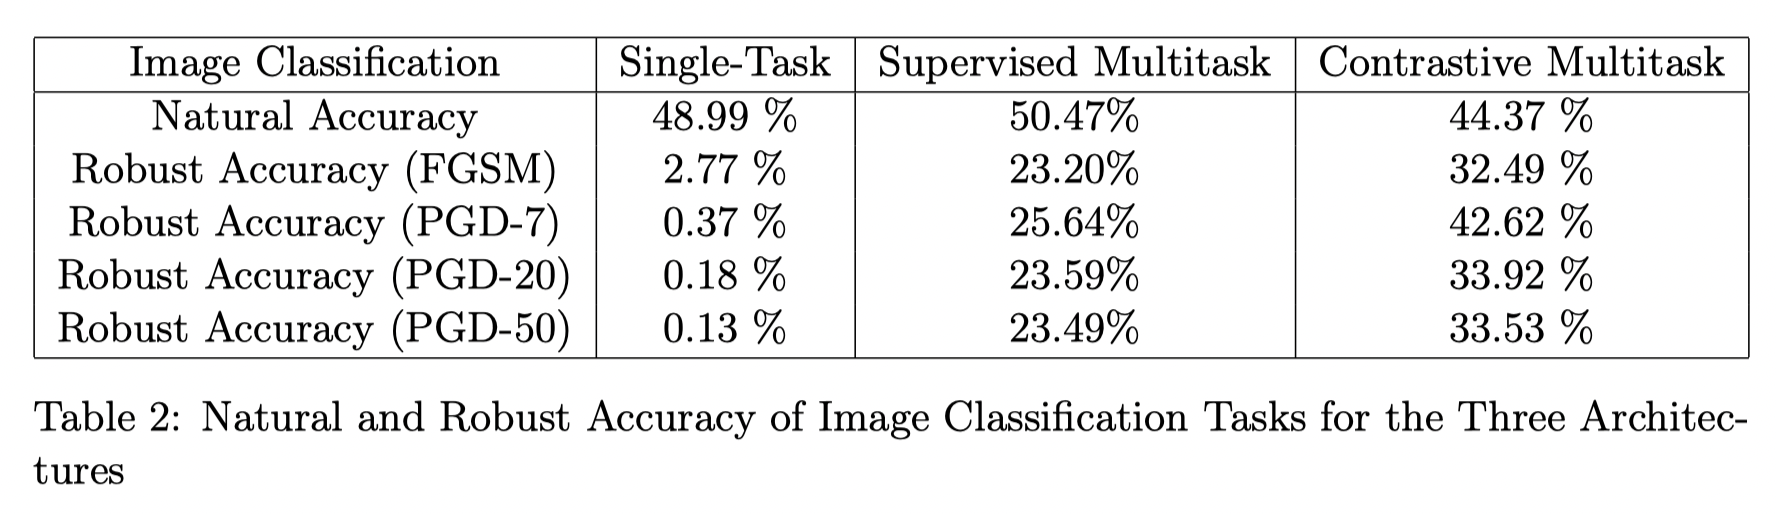 Image Classification Single-Task Supervised Multitask Contrastive Multitask
Natural Accuracy 48.99 % 50.47% 44.37 %
Robust Accuracy (FGSM) 2.77 % 23.20% 32.49 %
Robust Accuracy (PGD-7) 0.37 % 25.64% 42.62 %
Robust Accuracy (PGD-20) 0.18 % 23.59% 33.92 %
Robust Accuracy (PGD-50) 0.13 % 23.49% 33.53 %
Table 2: Natural and Robust Accuracy of Image Classification Tasks for the Three Architec-
tures